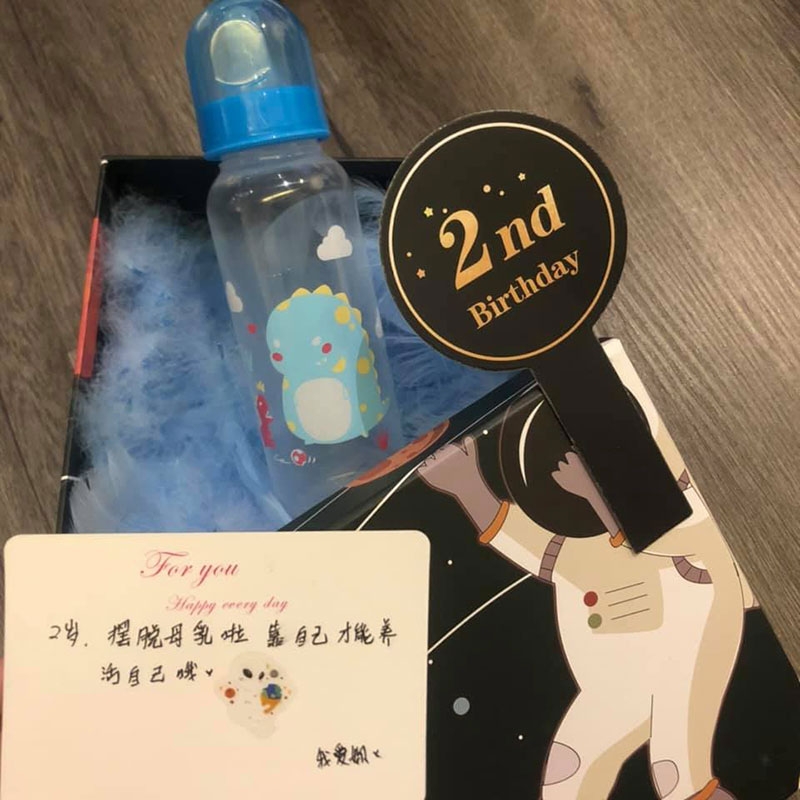 2nd
Birthday
For you
Happy every day
2岁. 摆脱母乳啦 靠自己才能养
活自己哦
我爱